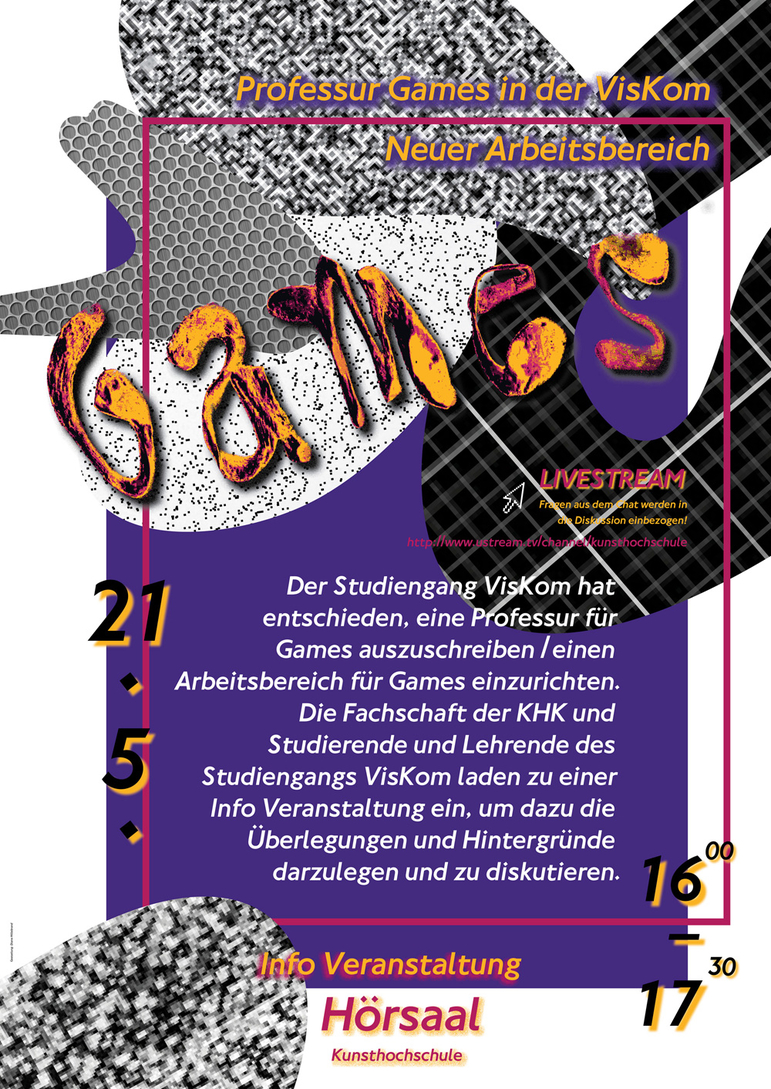 Professur Games in der VisKom
Neuer Arbeitsbereich
Games
LIVESTREAM
Fragen aus dem Chat werden in
die Diskussion einbezogen!
http://www.ustream.tv/channel/kunsthochschule
21
.
5
.
Der Studiengang VisKom hat
entschieden, eine Professur für
Games auszuschreiben / einen
Arbeitsbereich für Games einzurichten.
Die Fachschaft der KHK und
Studierende und Lehrende des
Studiengangs VisKom laden zu einer
Info Veranstaltung ein, um dazu die
Überlegungen und Hintergründe
darzulegen und zu diskutieren.
16 00
–
17 30
Info Veranstaltung
Hörsaal
Kunsthochschule